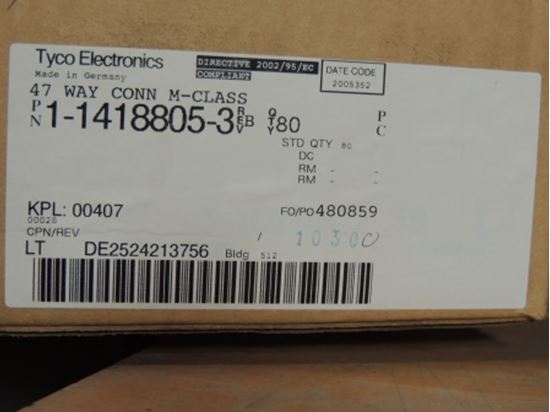 Tyco Electronics
Made in Germany
DIRECTIVE 2002/95/EC
COMPLIANT
DATE CODE
2005352
47 WAY CONN M-CLASS
PN 1-1418805-3 REV B QTY 80 PC
STD QTY 80
DC
RM - -
RM - -
KPL: 00407
00028
FO/PO 480859
CPN/REV /
10300
LT DE2524213756 Bldg 512